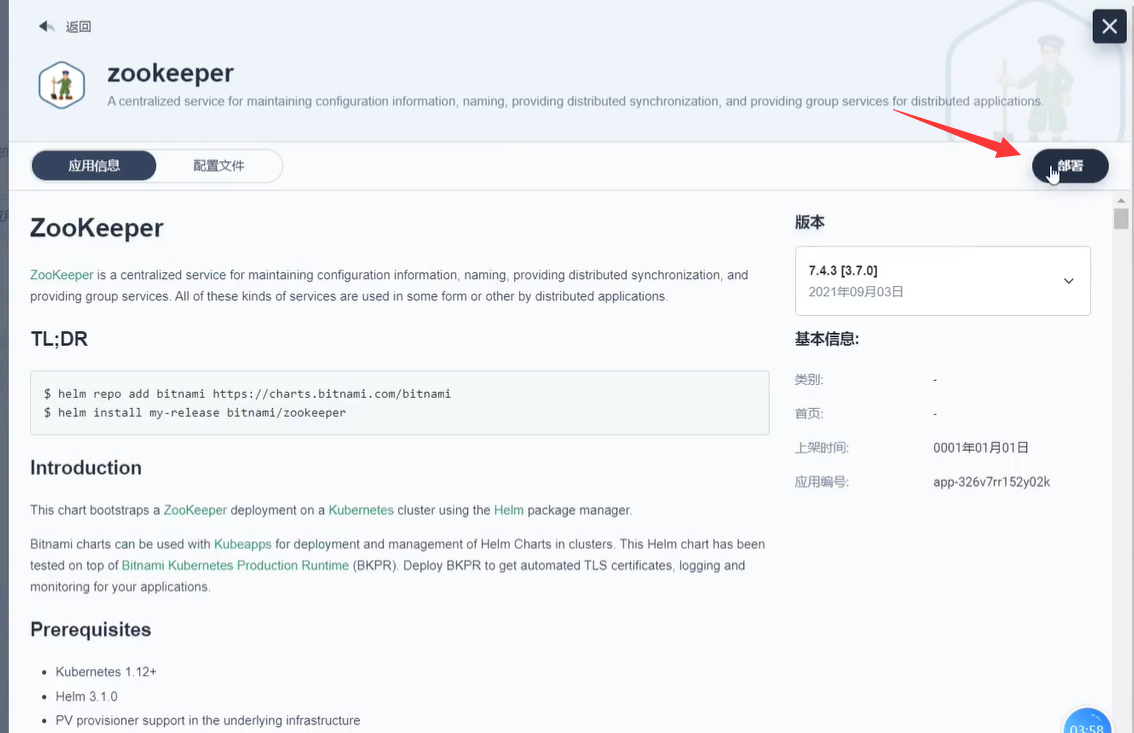 返回
zookeeper
A centralized service for maintaining configuration information, naming, providing distributed synchronization, and providing group services for distributed applications.
应用信息
配置文件
部署
ZooKeeper
ZooKeeper is a centralized service for maintaining configuration information, naming, providing distributed synchronization, and
providing group services. All of these kinds of services are used in some form or other by distributed applications.
TL;DR
$ helm repo add bitnami https://charts.bitnami.com/bitnami
$ helm install my-release bitnami/zookeeper
Introduction
This chart bootstraps a ZooKeeper deployment on a Kubernetes cluster using the Helm package manager.
Bitnami charts can be used with Kubeapps for deployment and management of Helm Charts in clusters. This Helm chart has been
tested on top of Bitnami Kubernetes Production Runtime (BKPR). Deploy BKPR to get automated TLS certificates, logging and
monitoring for your applications.
Prerequisites
• Kubernetes 1.12+
• Helm 3.1.0
• PV provisioner support in the underlying infrastructure
版本
7.4.3 [3.7.0]
2021年09月03日
基本信息:
类别: -
首页: -
上架时间: 0001年01月01日
应用编号: app-326v7rr152y02k
03:58